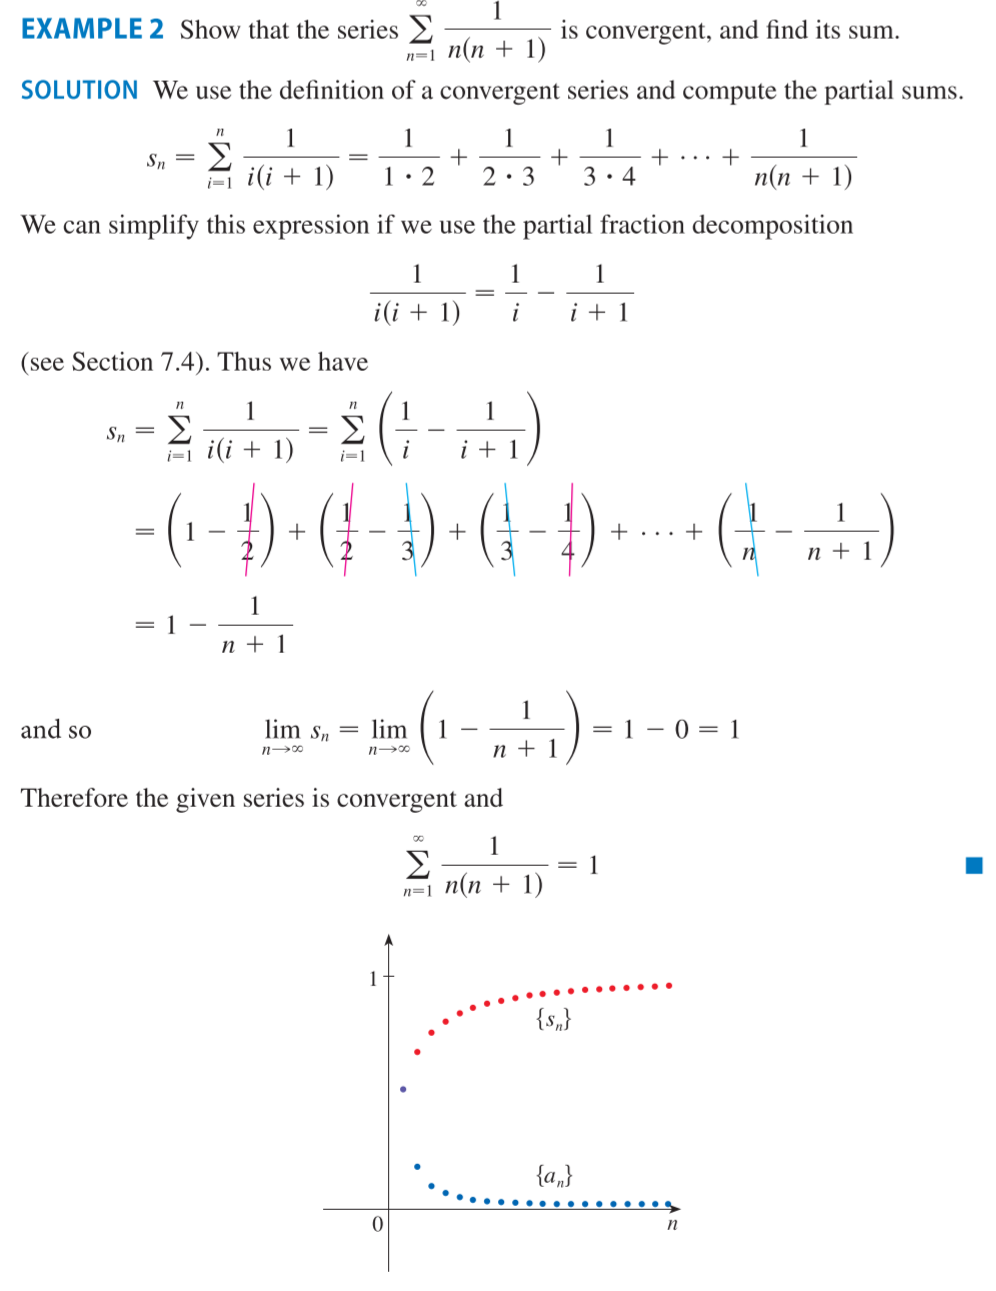 EXAMPLE 2 Show that the series \sum_{n=1}^{\infty} \frac{1}{n(n + 1)} is convergent, and find its sum.
SOLUTION We use the definition of a convergent series and compute the partial sums.
s_n = \sum_{i=1}^{n} \frac{1}{i(i + 1)} = \frac{1}{1 \cdot 2} + \frac{1}{2 \cdot 3} + \frac{1}{3 \cdot 4} + \cdots + \frac{1}{n(n + 1)}
We can simplify this expression if we use the partial fraction decomposition
\frac{1}{i(i + 1)} = \frac{1}{i} - \frac{1}{i + 1}
(see Section 7.4). Thus we have
s_n = \sum_{i=1}^{n} \frac{1}{i(i + 1)} = \sum_{i=1}^{n} \left( \frac{1}{i} - \frac{1}{i + 1} \right)
= \left( 1 - \frac{1}{2} \right) + \left( \frac{1}{2} - \frac{1}{3} \right) + \left( \frac{1}{3} - \frac{1}{4} \right) + \cdots + \left( \frac{1}{n} - \frac{1}{n + 1} \right)
= 1 - \frac{1}{n + 1}
and so \lim_{n \to \infty} s_n = \lim_{n \to \infty} \left( 1 - \frac{1}{n + 1} \right) = 1 - 0 = 1
Therefore the given series is convergent and
\sum_{n=1}^{\infty} \frac{1}{n(n + 1)} = 1
1
{s_n}
{a_n}
0
n